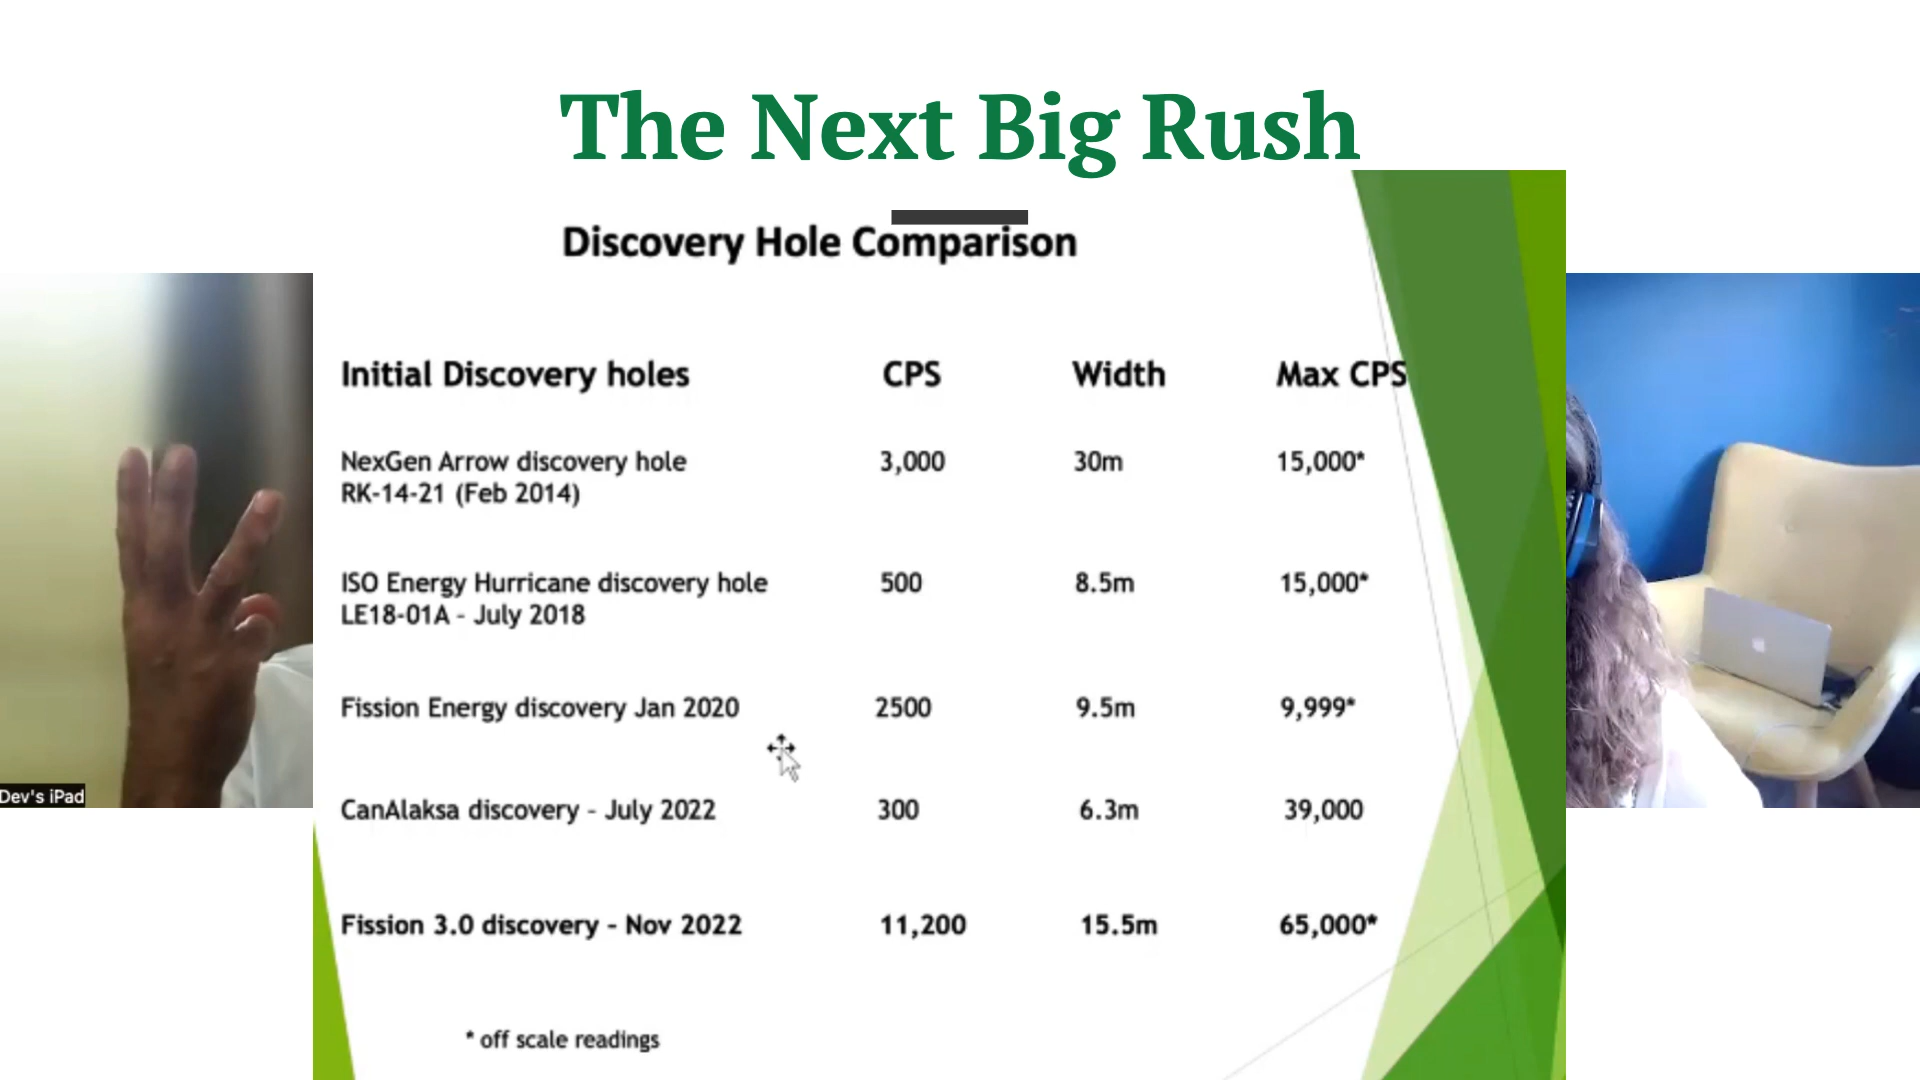 The Next Big Rush
Discovery Hole Comparison
Initial Discovery holes CPS Width Max CPS
NexGen Arrow discovery hole 3,000 30m 15,000*
RK-14-21 (Feb 2014)
ISO Energy Hurricane discovery hole 500 8.5m 15,000*
LE18-01A - July 2018
Fission Energy discovery Jan 2020 2500 9.5m 9,999*
CanAlaksa discovery - July 2022 300 6.3m 39,000
Fission 3.0 discovery - Nov 2022 11,200 15.5m 65,000*
* off scale readings
Dev's iPad